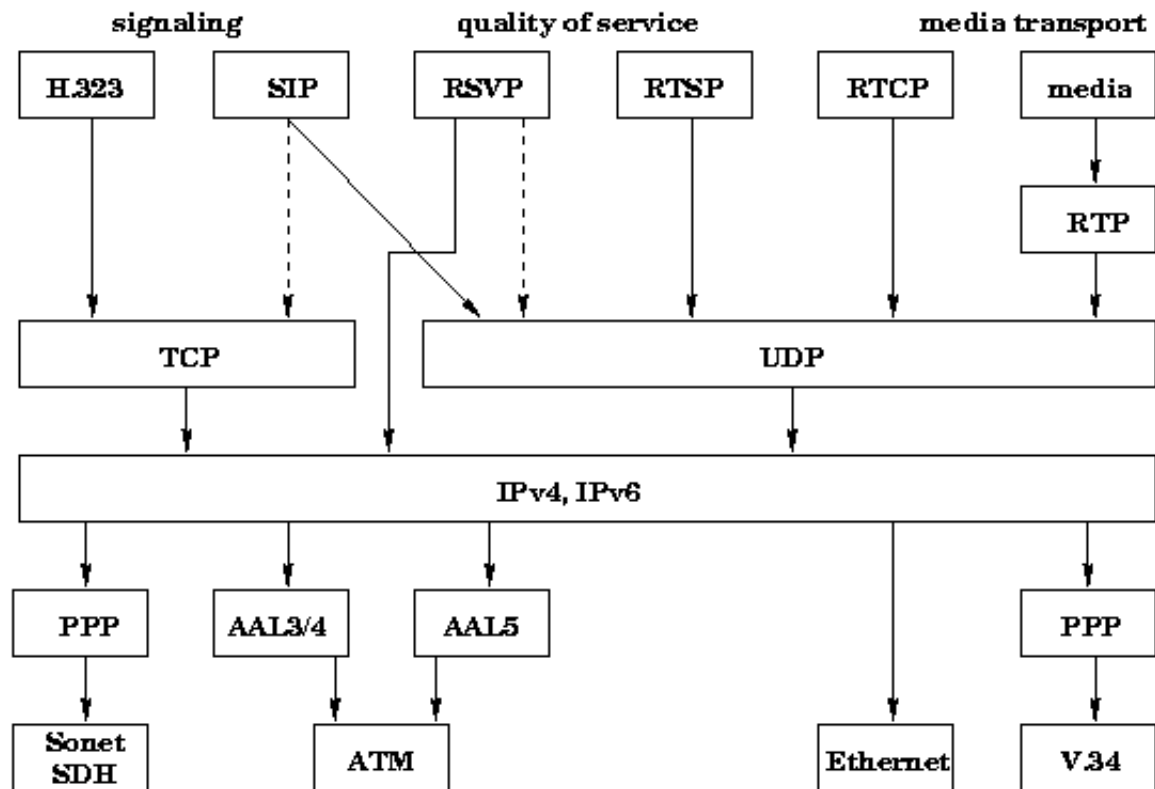 signaling quality of service media transport
H.323 SIP RSVP RTSP RTCP media
RTP
TCP UDP
IPv4, IPv6
PPP AAL3/4 AAL5 PPP
Sonet
SDH ATM Ethernet V.34